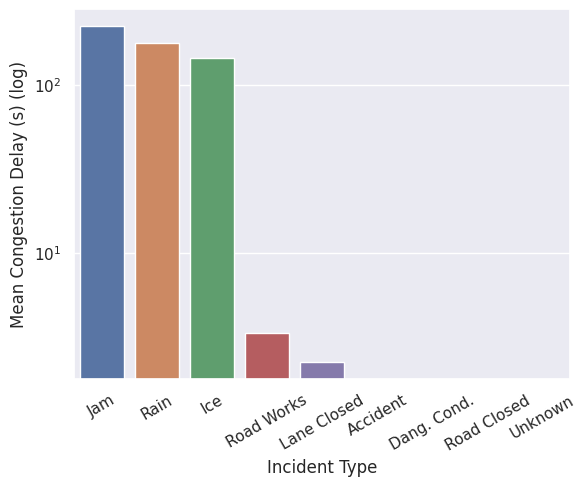 Mean Congestion Delay (s) (log)
10²
10¹
Jam
Rain
Ice
Road Works
Lane Closed
Accident
Dang. Cond.
Road Closed
Unknown
Incident Type